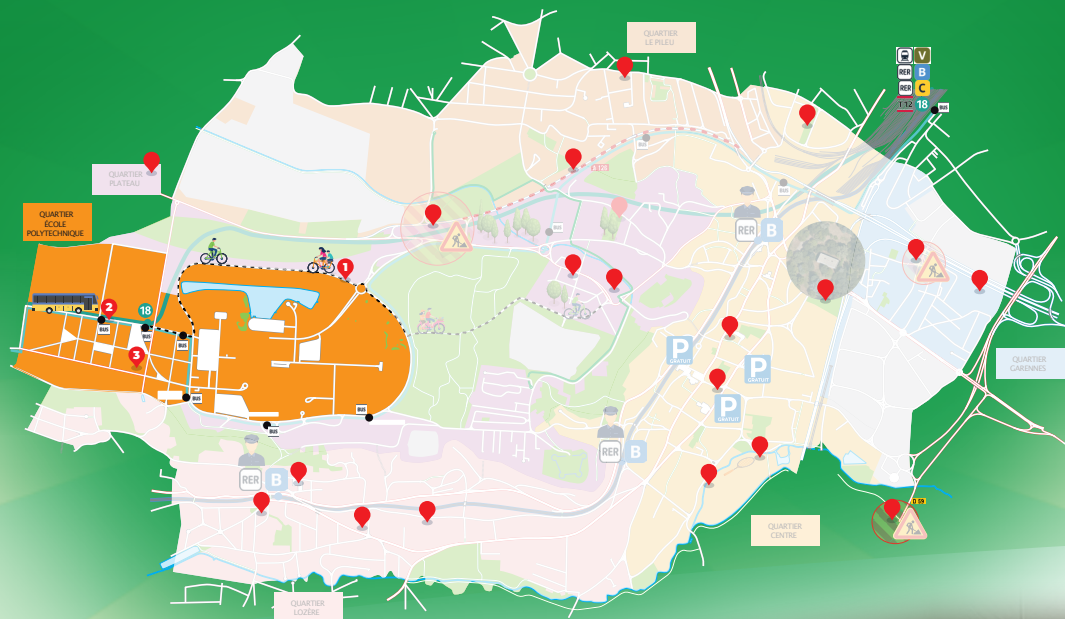 QUARTIER
LE PILEU
V
RER B
RER C
T12 18
BUS
BUS
QUARTIER
PLATEAU
D 128
BUS
QUARTIER
ÉCOLE
POLYTECHNIQUE
RER B
BUS
1
2
18
BUS
BUS
BUS
3
P
GRATUIT
P
GRATUIT
P
GRATUIT
QUARTIER
GARENNES
BUS
BUS
BUS
RER B
RER B
D 59
QUARTIER
CENTRE
QUARTIER
LOZÈRE